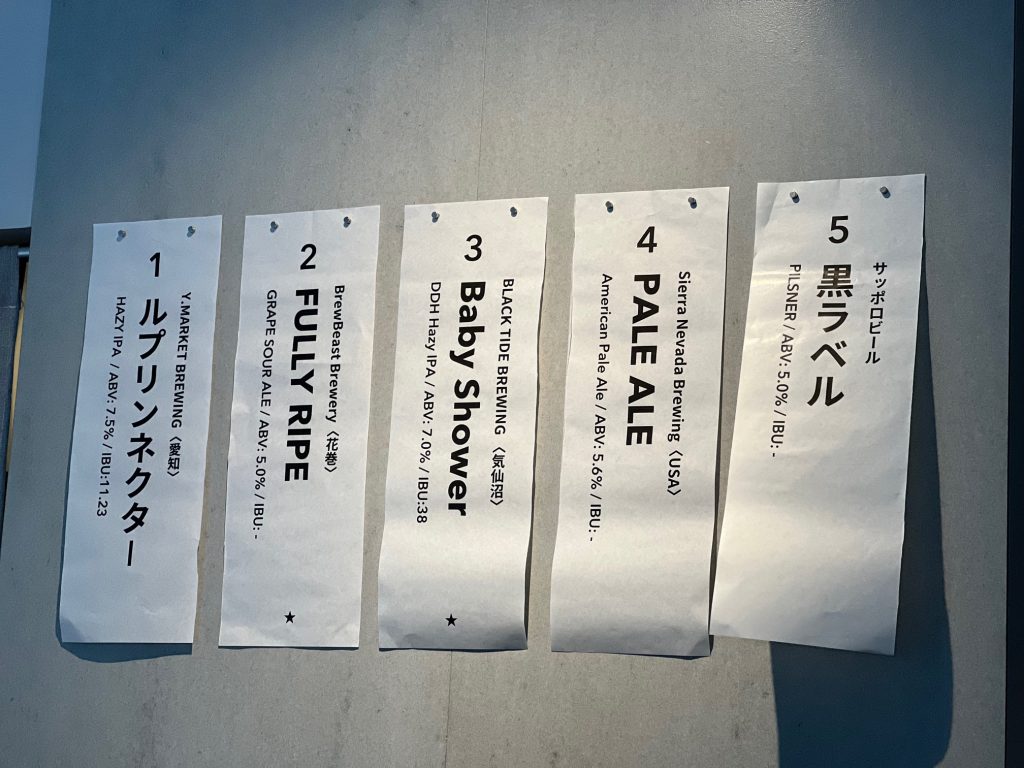 1
Y.MARKET BREWING〈愛知〉
ルプリンネクター
HAZY IPA / ABV: 7.5% / IBU:11.23
2
BrewBeast Brewery〈花巻〉
FULLY RIPE
GRAPE SOUR ALE / ABV: 5.0% / IBU: -
★
3
BLACK TIDE BREWING〈気仙沼〉
Baby Shower
DDH Hazy IPA / ABV: 7.0% / IBU:38
★
4
Sierra Nevada Brewing〈USA〉
PALE ALE
American Pale Ale / ABV: 5.6% / IBU: -
5
サッポロビール
黒ラベル
PILSNER / ABV: 5.0% / IBU: -